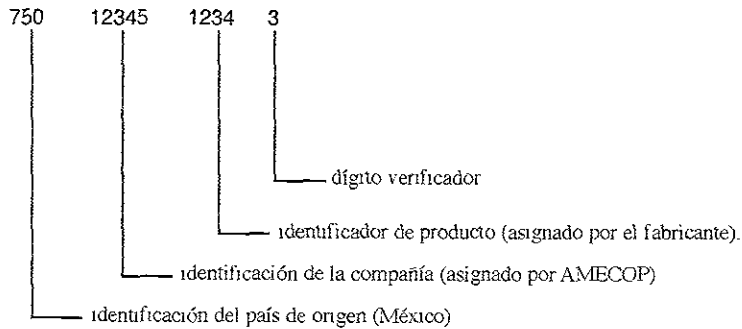 750 12345 1234 3
dígito verificador
identificador de producto (asignado por el fabricante).
identificación de la compañía (asignado por AMECOP)
identificación del país de origen (México)